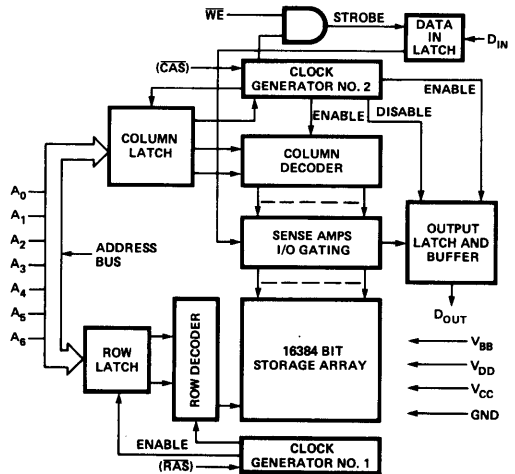 WE
STROBE
DATA
IN
LATCH
D_IN
(CAS)
CLOCK
GENERATOR NO. 2
ENABLE
ENABLE
DISABLE
COLUMN
LATCH
COLUMN
DECODER
A0
A1
A2
A3
A4
A5
A6
ADDRESS
BUS
SENSE AMPS
I/O GATING
OUTPUT
LATCH AND
BUFFER
DOUT
ROW
LATCH
ROW DECODER
16384 BIT
STORAGE ARRAY
VBB
VDD
VCC
GND
ENABLE
(RAS)
CLOCK
GENERATOR NO. 1